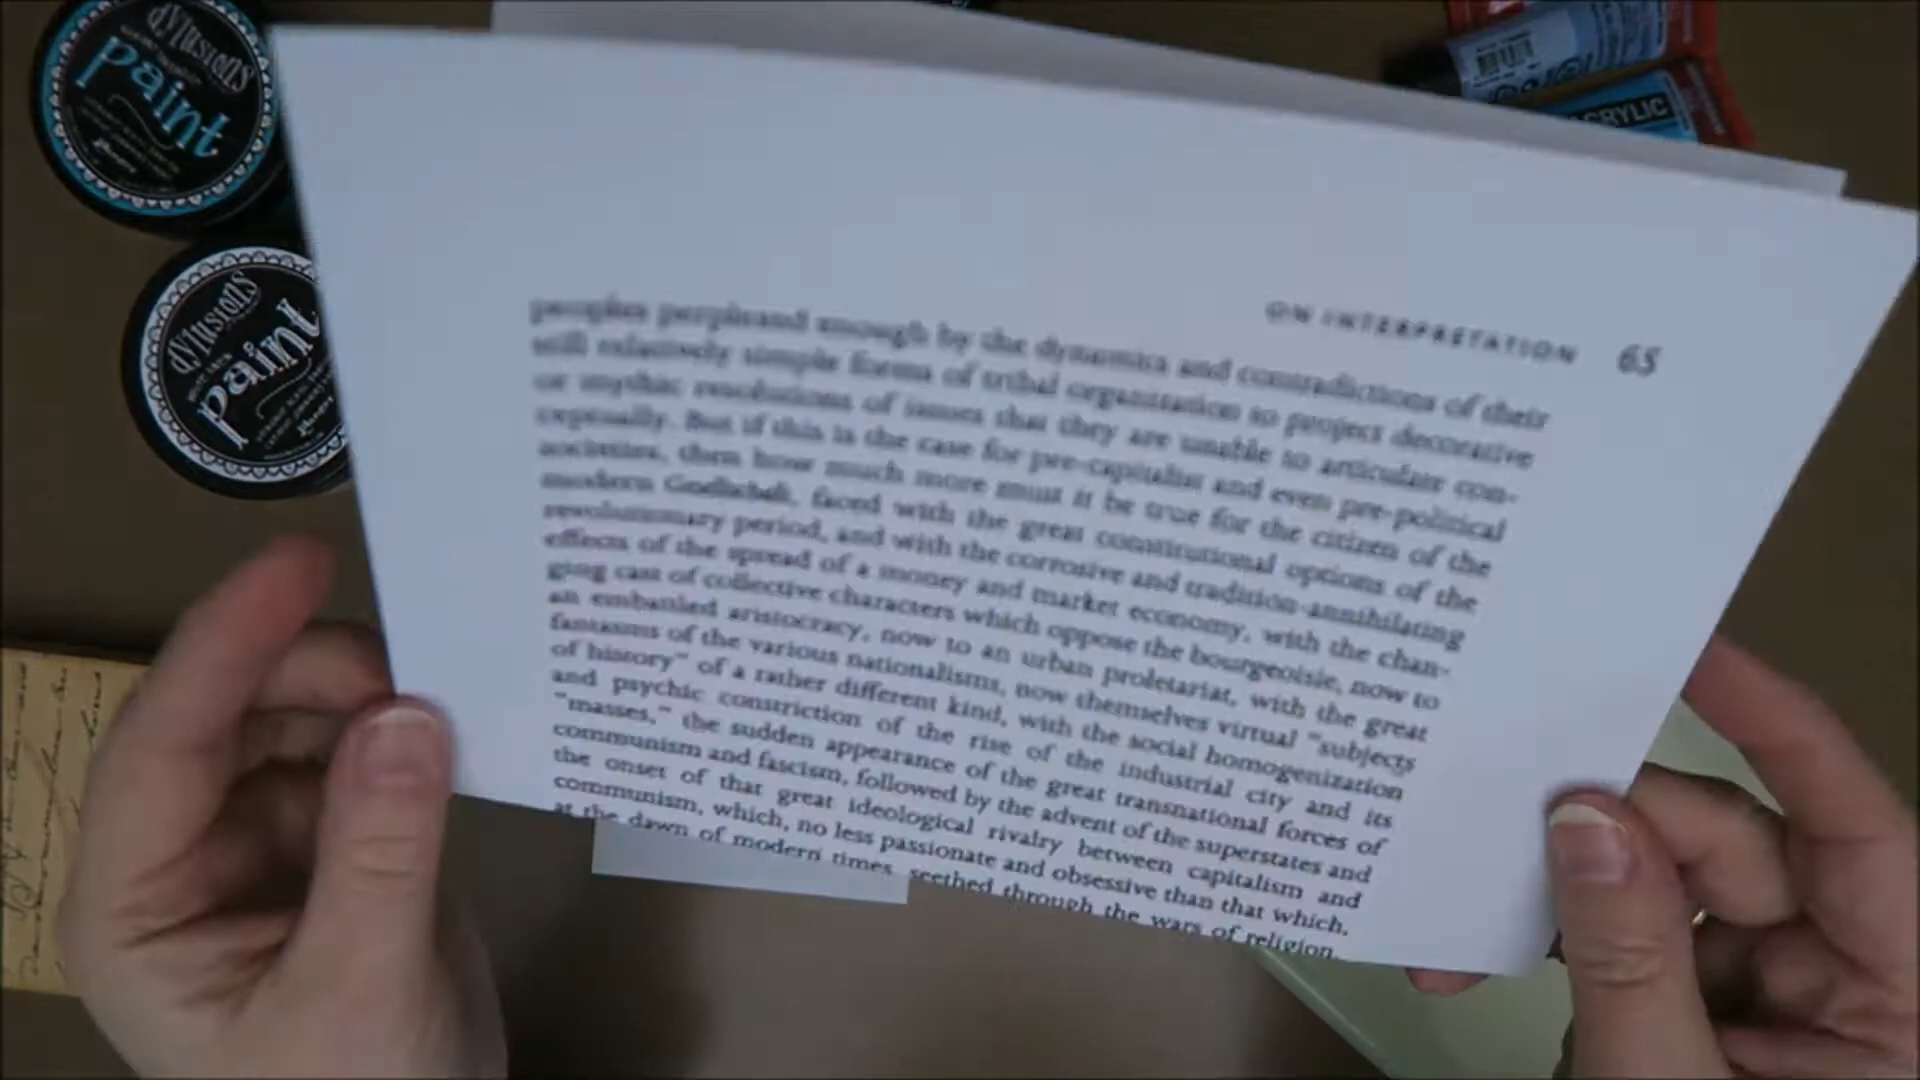 dylusions
paint
dylusions
paint
ACRYLIC
ON INTERPRETATION 65
peoples perplexed enough by the dynamics and contradictions of their
still relatively simple forms of tribal organization to project decorative
or mythic resolutions of issues that they are unable to articulate con-
ceptually. But if this is the case for pre-capitalist and even pre-political
societies, then how much more must it be true for the citizen of the
modern Gesellschaft, faced with the great constitutional options of the
revolutionary period, and with the corrosive and tradition-annihilating
effects of the spread of a money and market economy, with the chan-
ging cast of collective characters which oppose the bourgeoisie, now to
an embattled aristocracy, now to an urban proletariat, with the great
fantasms of the various nationalisms, now themselves virtual "subjects
of history" of a rather different kind, with the social homogenization
and psychic constriction of the rise of the industrial city and its
"masses," the sudden appearance of the great transnational forces of
communism and fascism, followed by the advent of the superstates and
the onset of that great ideological rivalry between capitalism and
communism, which, no less passionate and obsessive than that which,
at the dawn of modern times, seethed through the wars of religion,